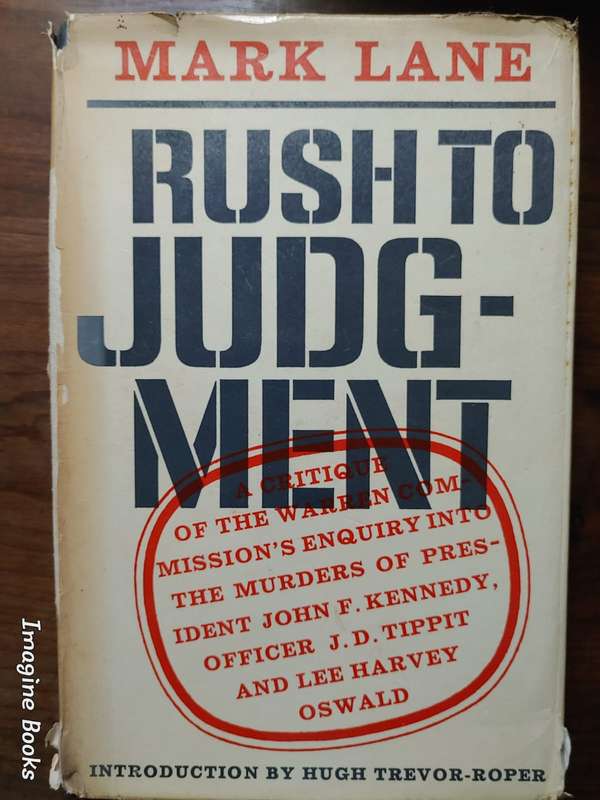 MARK LANE
RUSH TO
JUDG-
MENT
A CRITIQUE
OF THE WARREN COM-
MISSION'S ENQUIRY INTO
THE MURDERS OF PRES-
IDENT JOHN F. KENNEDY,
OFFICER J. D. TIPPIT
AND LEE HARVEY
OSWALD
INTRODUCTION BY HUGH TREVOR-ROPER
Imagine Books